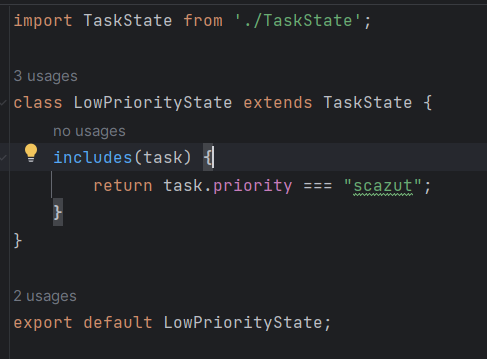 import TaskState from './TaskState';
3 usages
class LowPriorityState extends TaskState {
no usages
includes(task) {
return task.priority === "scazut";
}
}
2 usages
export default LowPriorityState;